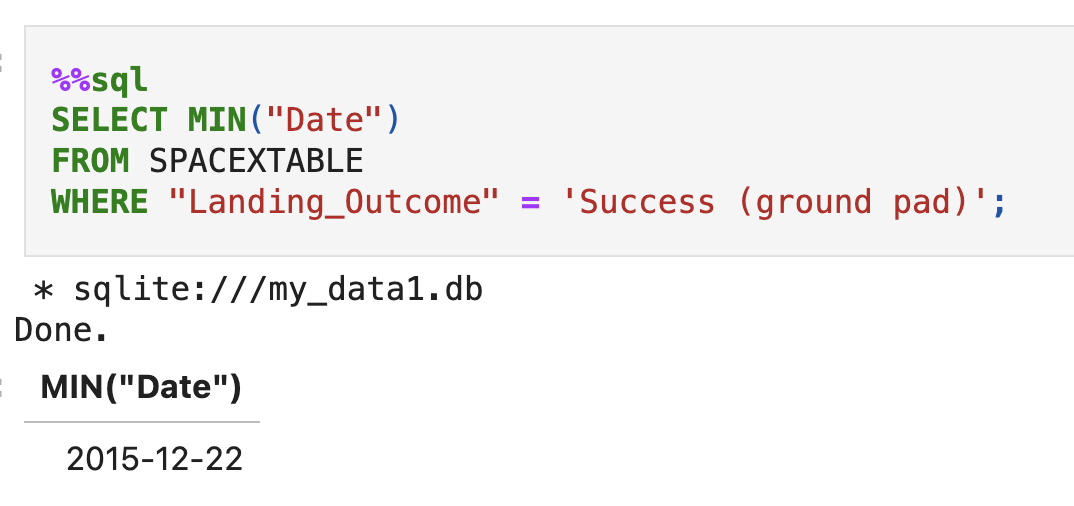 %%sql
SELECT MIN("Date")
FROM SPACEXTABLE
WHERE "Landing_Outcome" = 'Success (ground pad)';
* sqlite:///my_data1.db
Done.
MIN("Date")
2015-12-22